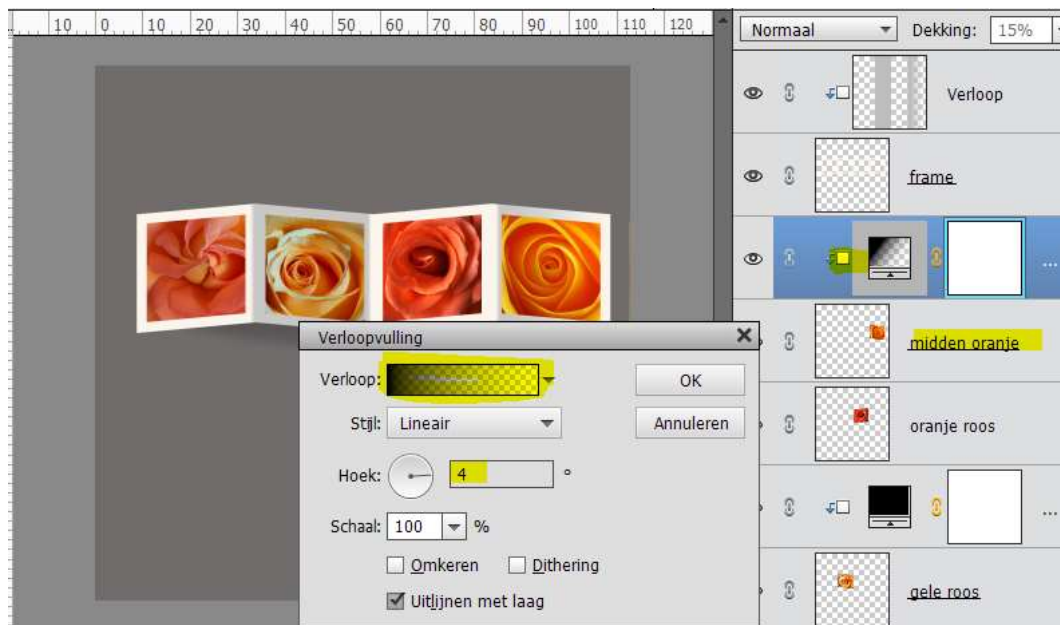 10 0 10 20 30 40 50 60 70 80 90 100 110 120
Normaal Dekking: 15%
Verloop
frame
...
midden oranje
oranje roos
...
gele roos
Verloopvulling
Verloop: OK
Stijl: Lineair Annuleren
Hoek: 4 °
Schaal: 100 %
Omkeren Dithering
Uitlijnen met laag